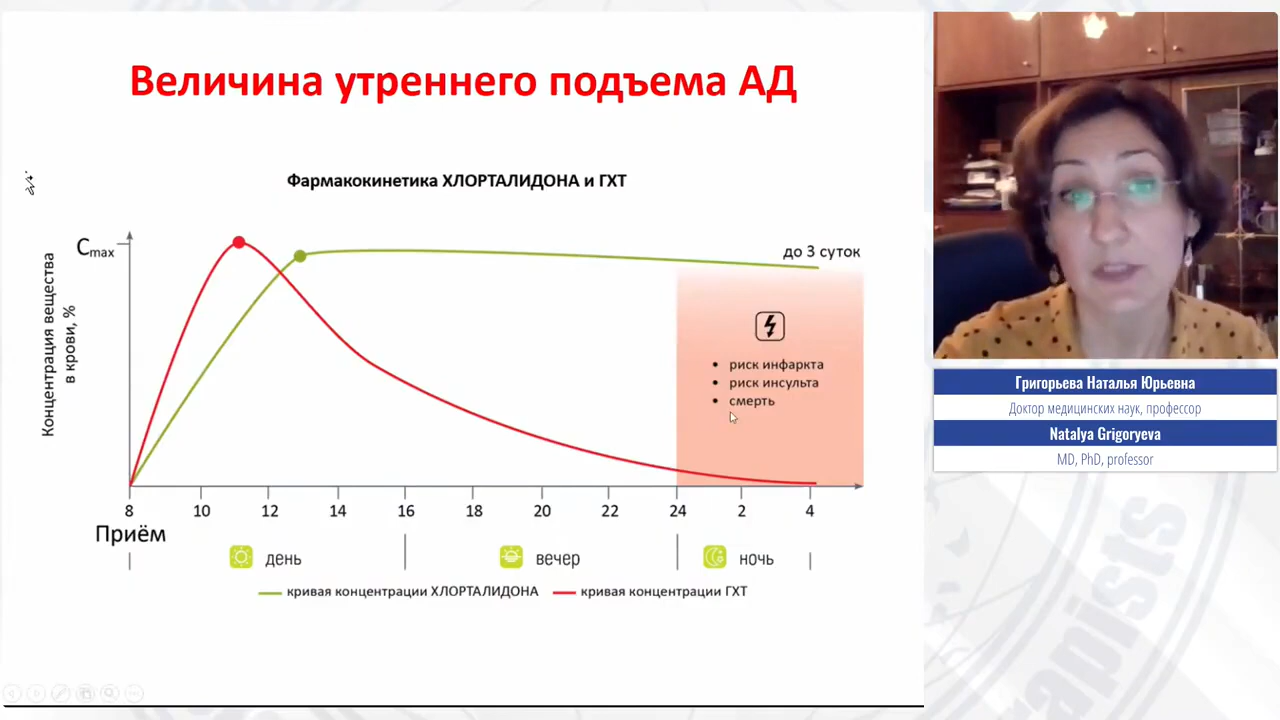 Величина утреннего подъема АД
Фармакокинетика ХЛОРТАЛИДОНА и ГХТ
Cmax
Концентрация вещества
в крови, %
до 3 суток
• риск инфаркта
• риск инсульта
• смерть
8 10 12 14 16 18 20 22 24 2 4
Приём
день вечер ночь
кривая концентрации ХЛОРТАЛИДОНА кривая концентрации ГХТ
Григорьева Наталья Юрьевна
Доктор медицинских наук, профессор
Natalya Grigoryeva
MD, PhD, professor
rapists